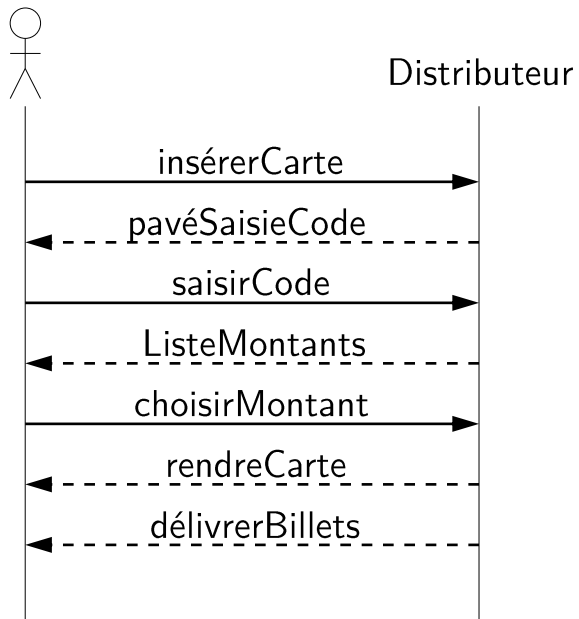 Distributeur
insérerCarte
pavéSaisieCode
saisirCode
ListeMontants
choisirMontant
rendreCarte
délivrerBillets